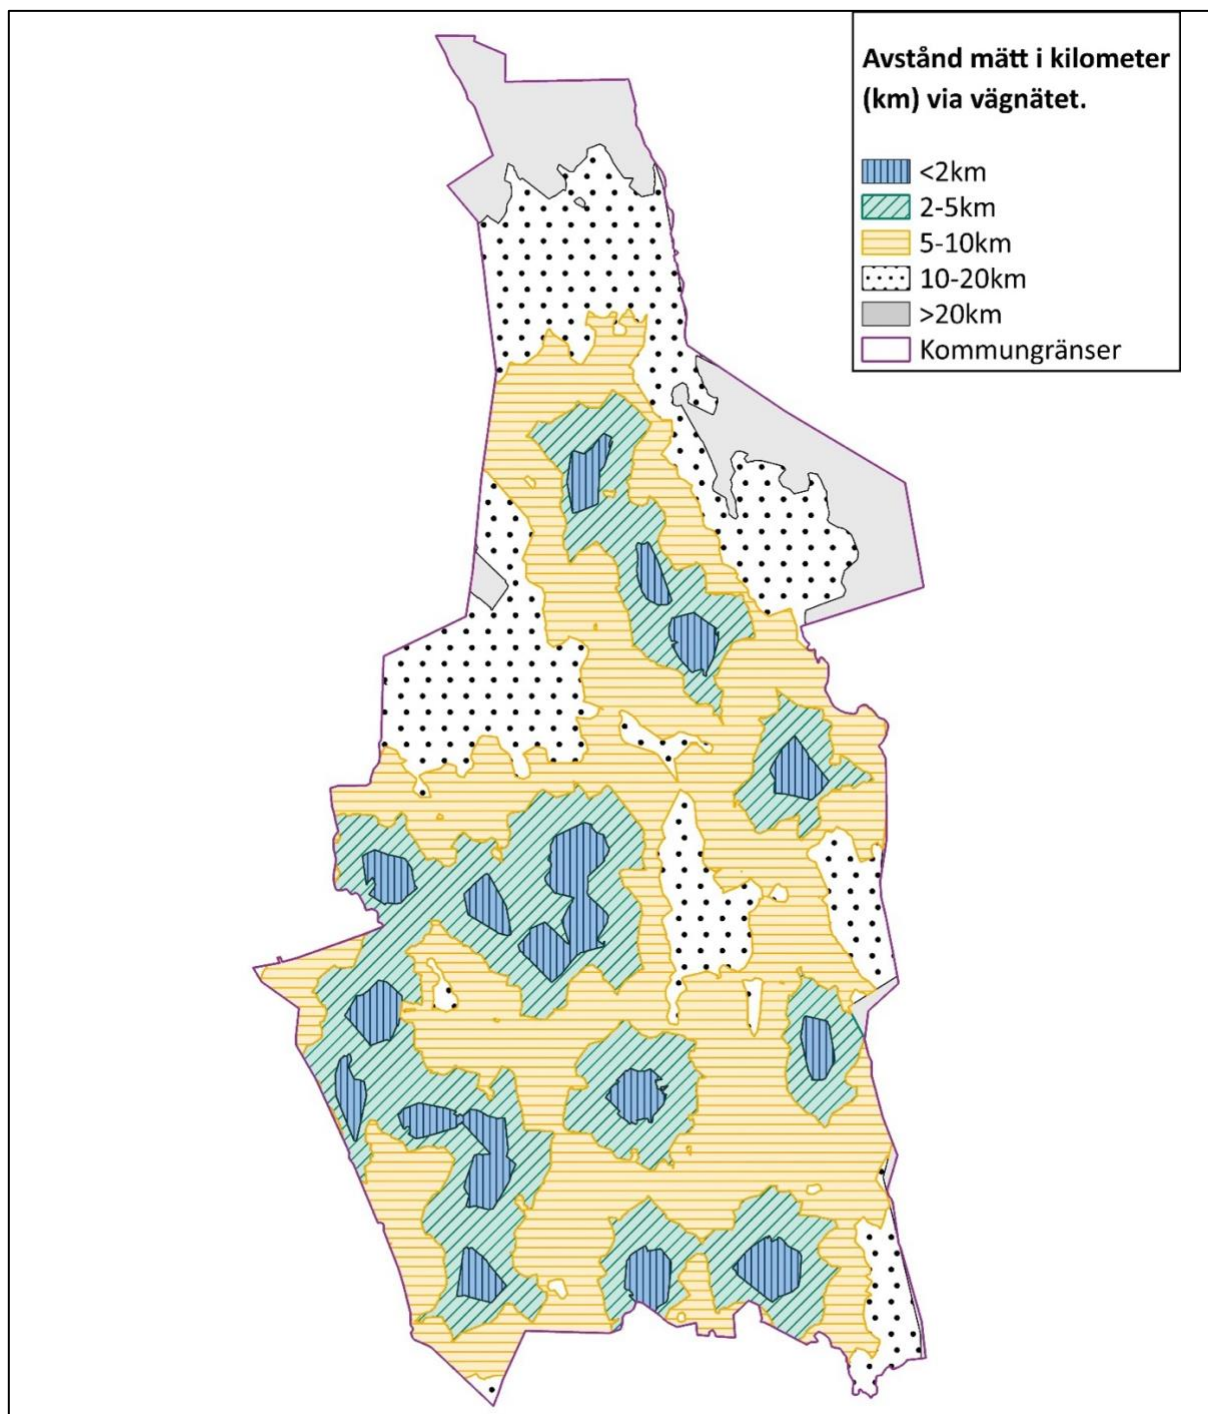 Avstånd mätt i kilometer
(km) via vägnätet.
<2km
2-5km
5-10km
10-20km
>20km
Kommungränser